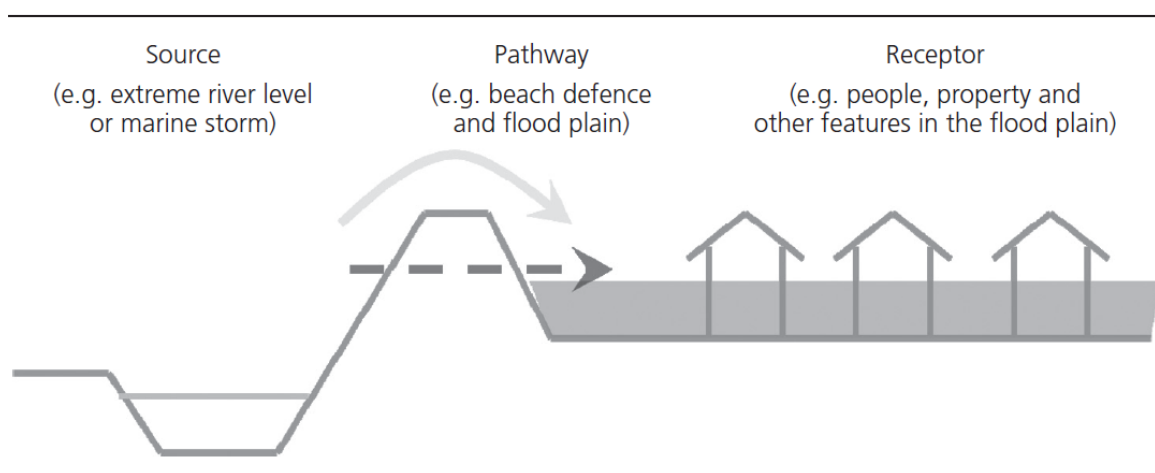 Source
(e.g. extreme river level
or marine storm)
Pathway
(e.g. beach defence
and flood plain)
Receptor
(e.g. people, property and
other features in the flood plain)